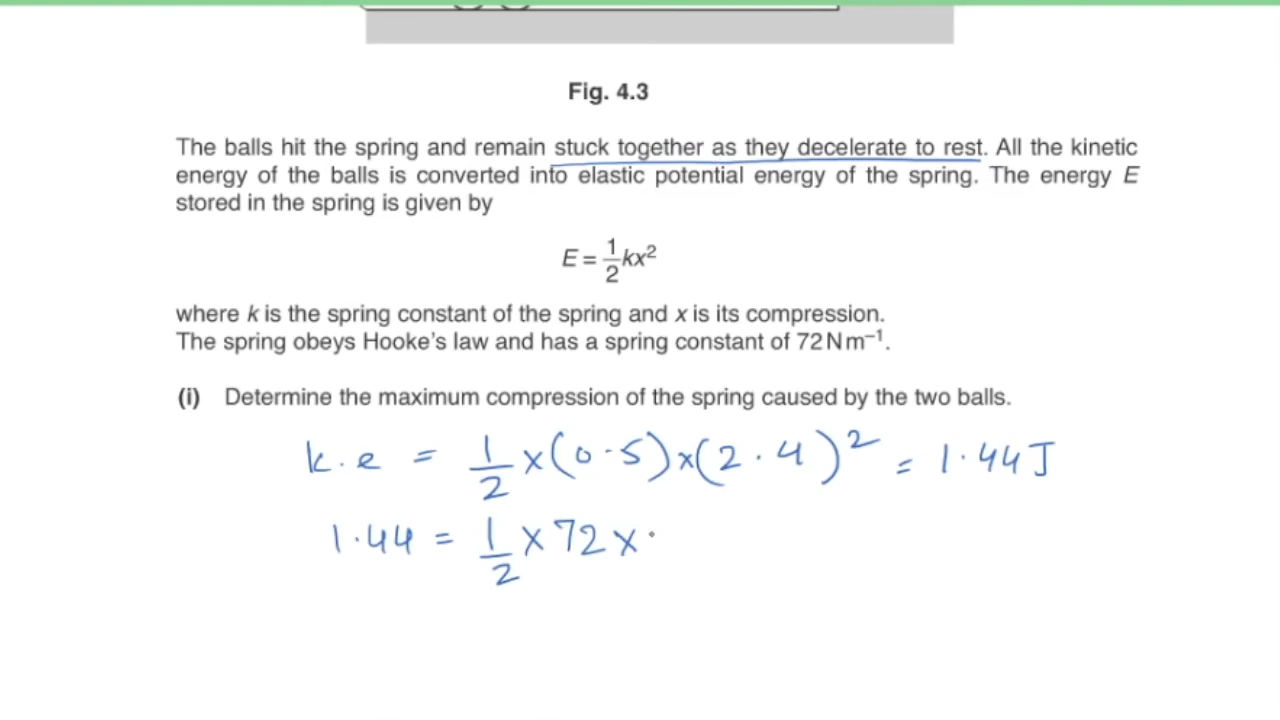 Fig. 4.3
The balls hit the spring and remain stuck together as they decelerate to rest. All the kinetic
energy of the balls is converted into elastic potential energy of the spring. The energy E
stored in the spring is given by
E = 1/2 kx²
where k is the spring constant of the spring and x is its compression.
The spring obeys Hooke's law and has a spring constant of 72 N m⁻¹.
(i) Determine the maximum compression of the spring caused by the two balls.
k.e = 1/2 × (0.5) × (2.4)² = 1.44 J
1.44 = 1/2 × 72 ×